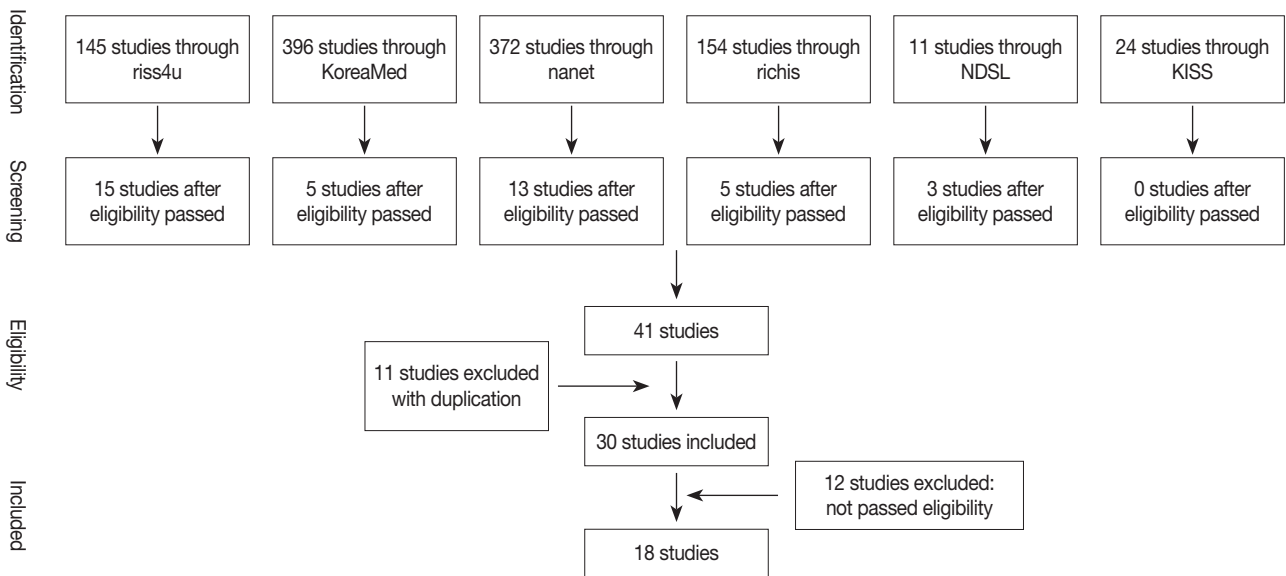 Identification
145 studies through
riss4u
396 studies through
KoreaMed
372 studies through
nanet
154 studies through
richis
11 studies through
NDSL
24 studies through
KISS
Screening
15 studies after
eligibility passed
5 studies after
eligibility passed
13 studies after
eligibility passed
5 studies after
eligibility passed
3 studies after
eligibility passed
0 studies after
eligibility passed
Eligibility
41 studies
11 studies excluded
with duplication
30 studies included
Included
12 studies excluded:
not passed eligibility
18 studies